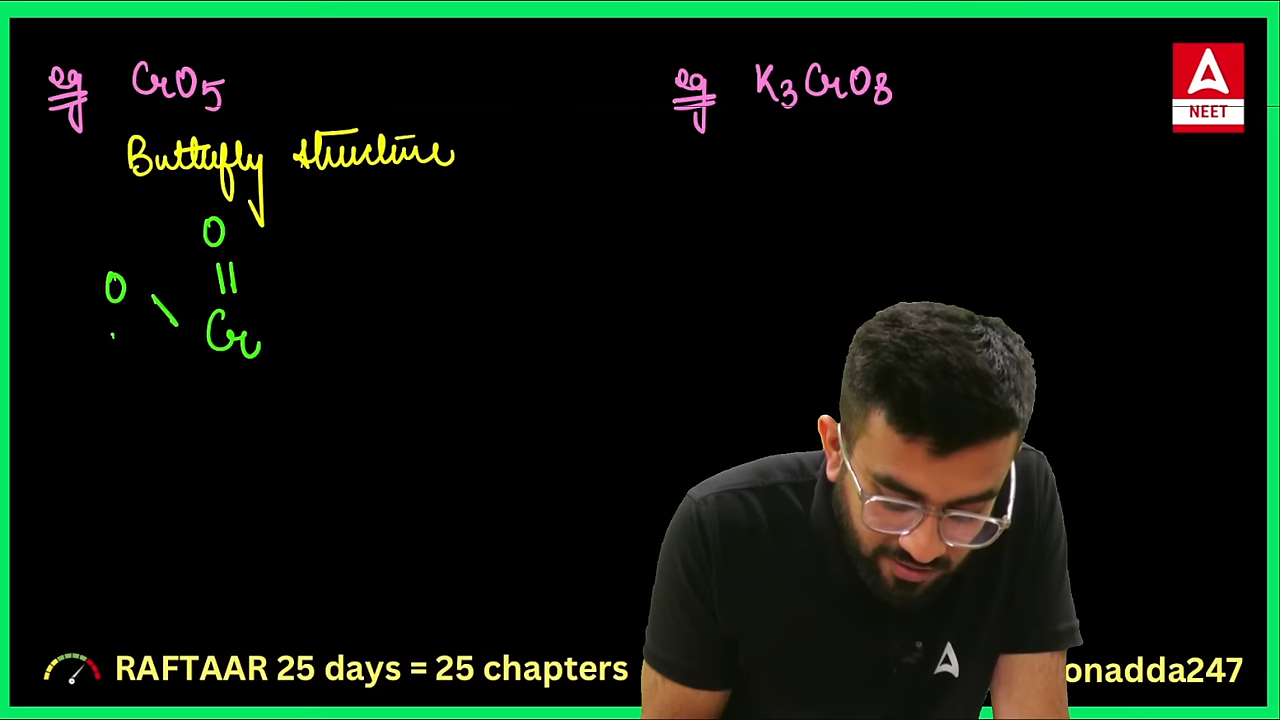 eg CrO5
Butterfly structure
O
||
O \ Cr
eg K3CrO8
NEET
RAFTAAR 25 days = 25 chapters
onadda247